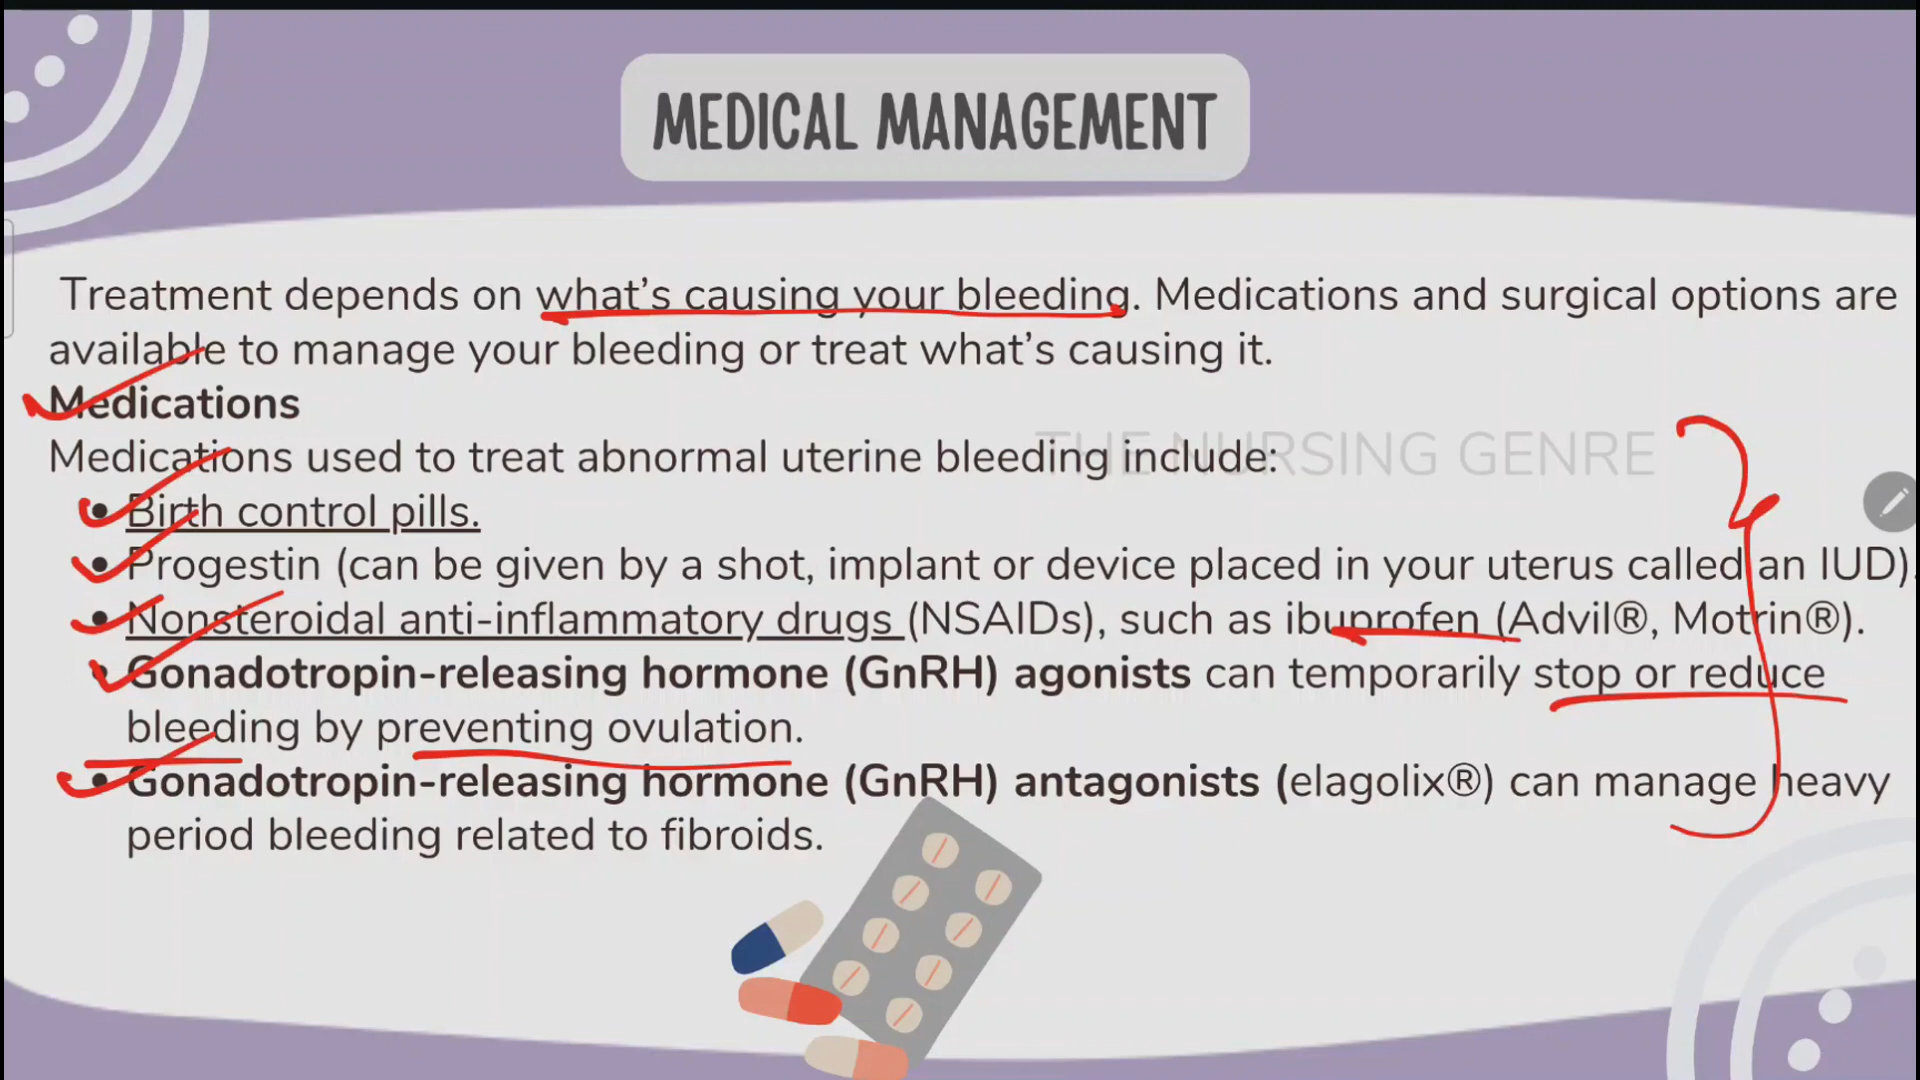 MEDICAL MANAGEMENT
Treatment depends on what's causing your bleeding. Medications and surgical options are
available to manage your bleeding or treat what's causing it.
Medications
Medications used to treat abnormal uterine bleeding include:
THE NURSING GENRE
• Birth control pills.
• Progestin (can be given by a shot, implant or device placed in your uterus called an IUD).
• Nonsteroidal anti-inflammatory drugs (NSAIDs), such as ibuprofen (Advil®, Motrin®).
• Gonadotropin-releasing hormone (GnRH) agonists can temporarily stop or reduce
bleeding by preventing ovulation.
• Gonadotropin-releasing hormone (GnRH) antagonists (elagolix®) can manage heavy
period bleeding related to fibroids.